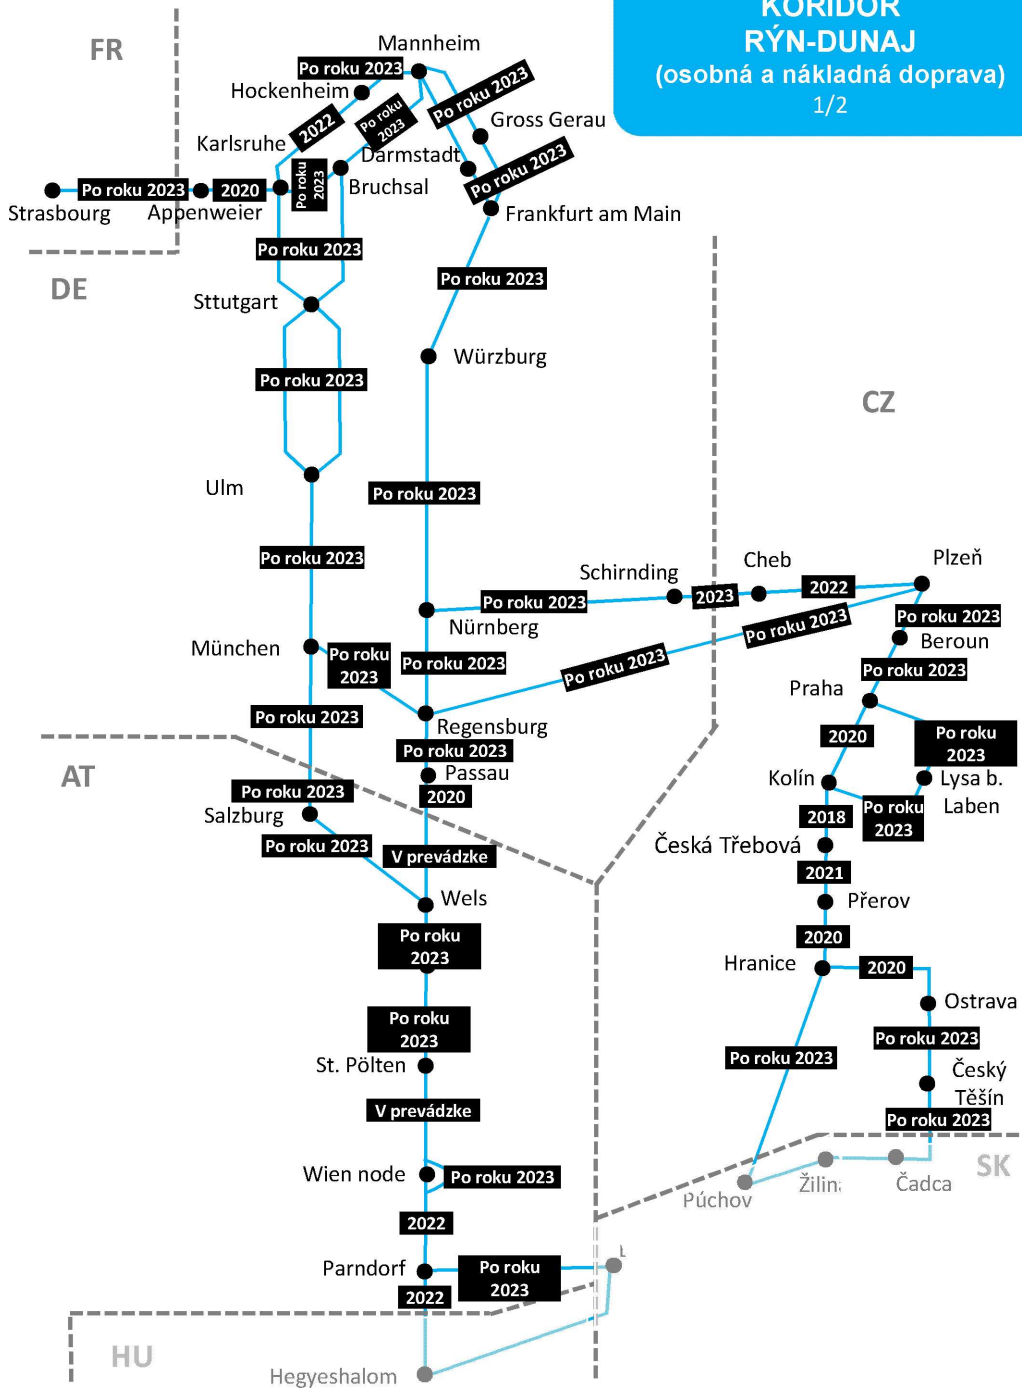 KORIDOR
RÝN-DUNAJ
(osobná a nákladná doprava)
1/2
FR
Mannheim
Po roku 2023
Hockenheim
Po roku 2023
Po roku
2023
2022
Gross Gerau
Karlsruhe
Darmstadt
Po roku 2023
Po roku
2023
Bruchsal
Po roku 2023
2020
Strasbourg
Appenweier
Frankfurt am Main
Po roku 2023
DE
Po roku 2023
Sttutgart
Würzburg
Po roku 2023
CZ
Ulm
Po roku 2023
Po roku 2023
Schirnding
Cheb
Plzeň
2023
2022
Po roku 2023
Nürnberg
Po roku 2023
Po roku 2023
Beroun
München
Po roku
2023
Po roku 2023
Po roku 2023
Po roku 2023
Praha
Po roku 2023
Regensburg
2020
Po roku
2023
Po roku 2023
AT
Passau
Kolín
Lysa b.
Laben
Po roku 2023
2020
Salzburg
2018
Po roku
2023
Po roku 2023
V prevádzke
Česká Třebová
2021
Wels
Přerov
Po roku
2023
2020
Hranice
2020
Ostrava
Po roku
2023
Po roku 2023
Po roku 2023
St. Pölten
Český
Těšín
V prevádzke
Po roku 2023
Wien node
Po roku 2023
SK
Púchov
Čadca
2022
Parndorf
Po roku
2023
2022
HU
Hegyeshalom